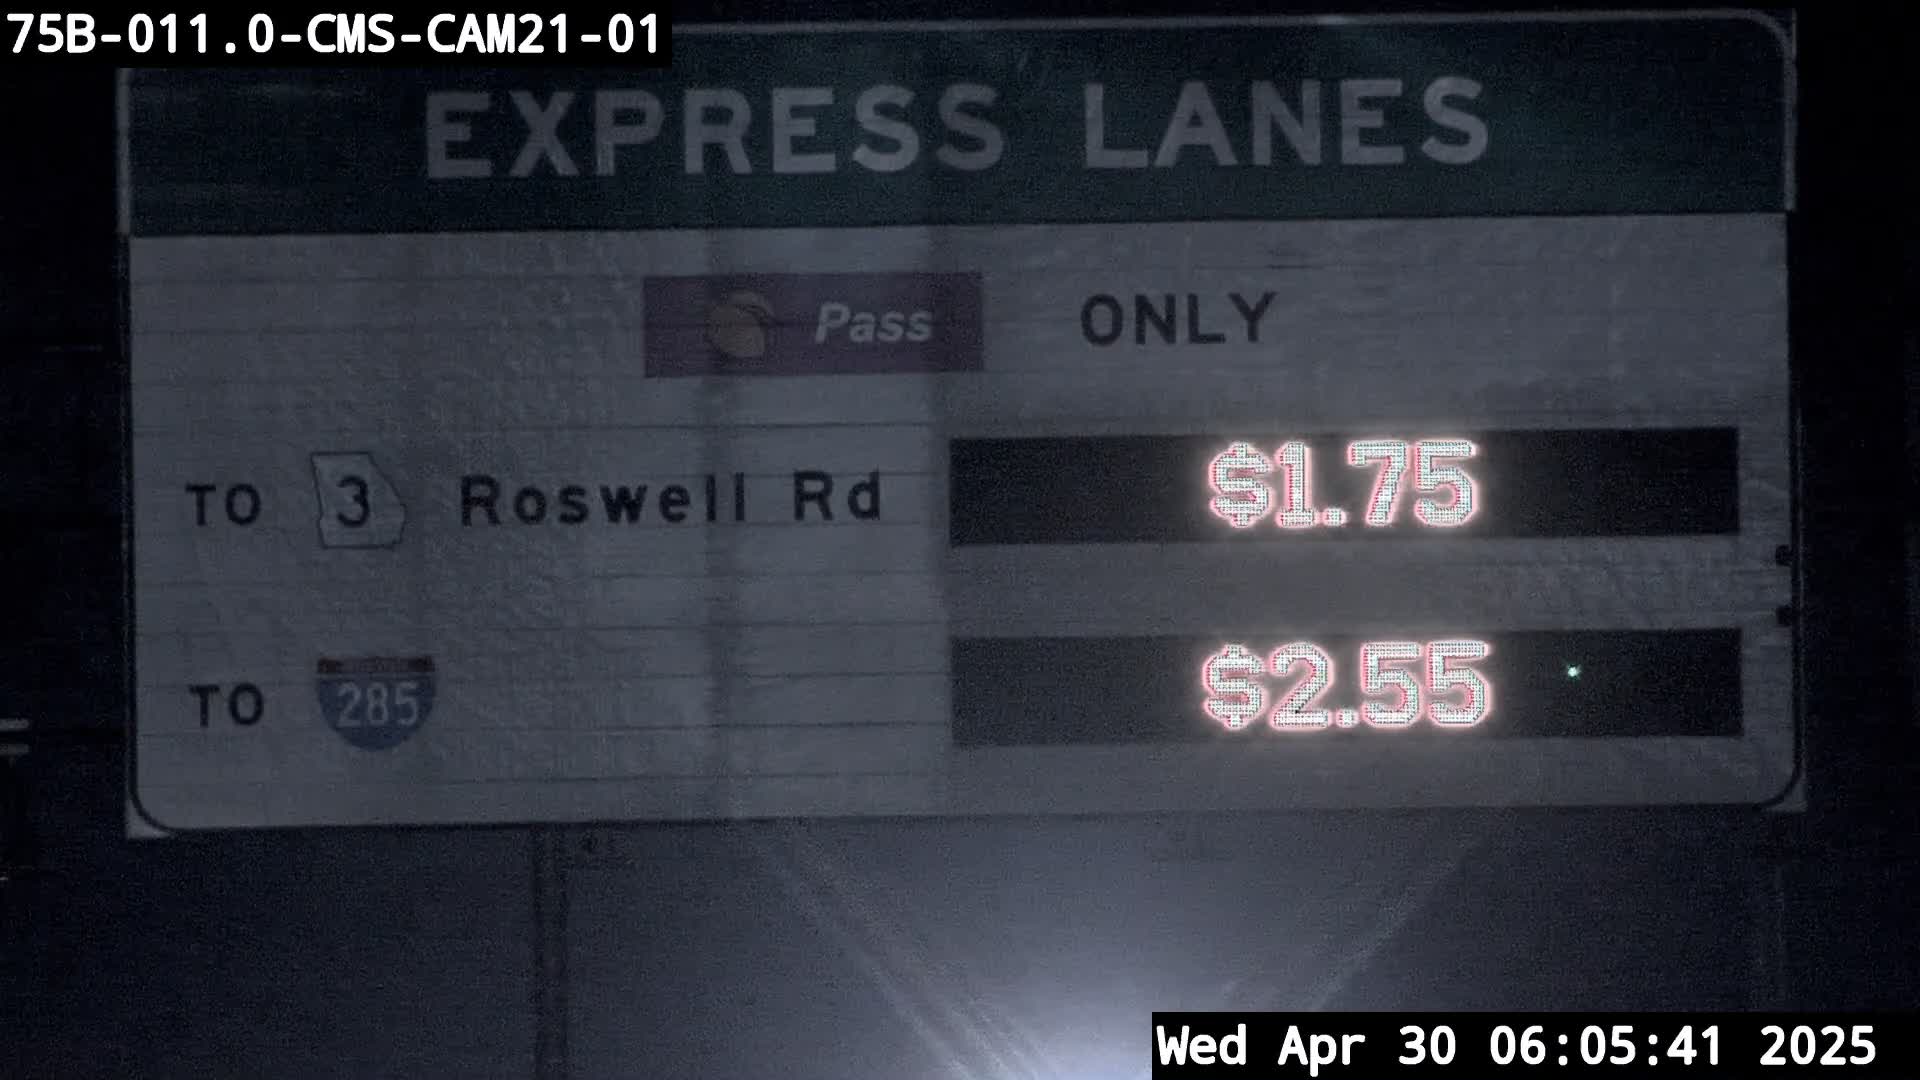 75B-011.0-CMS-CAM21-01
EXPRESS LANES
Pass ONLY
TO 3 Roswell Rd $1.75
TO 285 $2.55
Wed Apr 30 06:05:41 2025